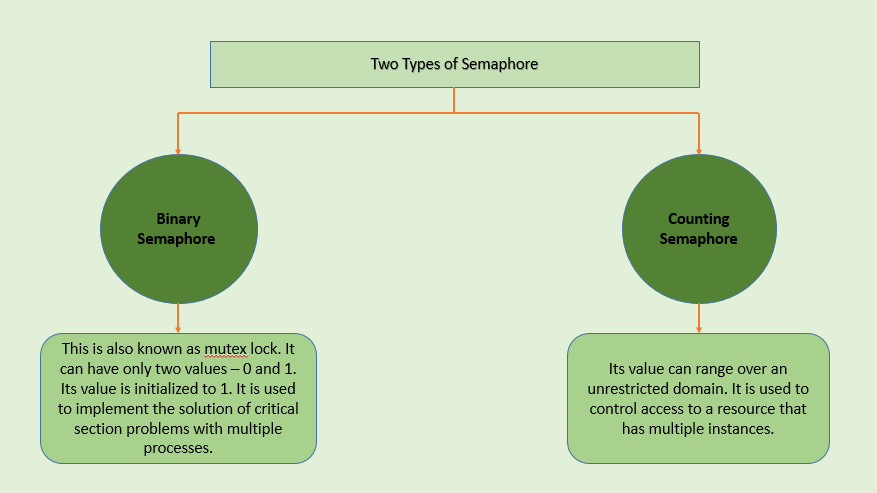 Two Types of Semaphore
Binary
Semaphore
Counting
Semaphore
This is also known as mutex lock. It
can have only two values – 0 and 1.
Its value is initialized to 1. It is used
to implement the solution of critical
section problems with multiple
processes.
Its value can range over an
unrestricted domain. It is used to
control access to a resource that
has multiple instances.